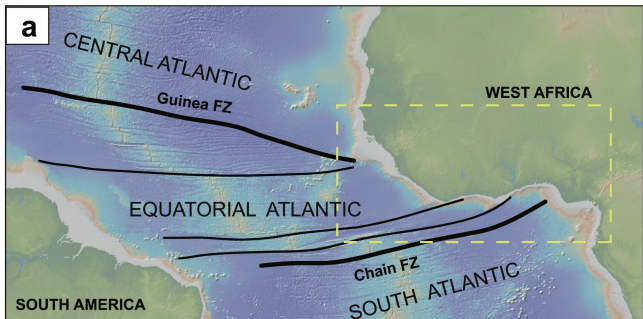 a
CENTRAL ATLANTIC
Guinea FZ
WEST AFRICA
EQUATORIAL ATLANTIC
Chain FZ
SOUTH ATLANTIC
SOUTH AMERICA